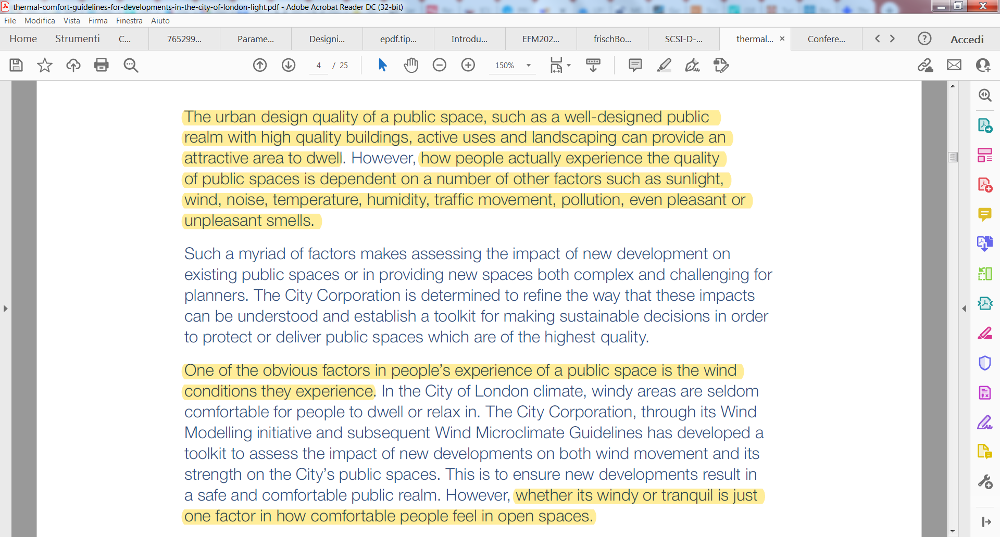 thermal-comfort-guidelines-for-developments-in-the-city-of-london-light.pdf - Adobe Acrobat Reader DC (32-bit)
File Modifica Vista Firma Finestra Aiuto
Home Strumenti C... 765299... Parame... Designi... epdf.tip... Introdu... EFM202... frischBo... SCSI-D-... thermal... Confere... Accedi
4 / 25 150%
The urban design quality of a public space, such as a well-designed public
realm with high quality buildings, active uses and landscaping can provide an
attractive area to dwell. However, how people actually experience the quality
of public spaces is dependent on a number of other factors such as sunlight,
wind, noise, temperature, humidity, traffic movement, pollution, even pleasant or
unpleasant smells.
Such a myriad of factors makes assessing the impact of new development on
existing public spaces or in providing new spaces both complex and challenging for
planners. The City Corporation is determined to refine the way that these impacts
can be understood and establish a toolkit for making sustainable decisions in order
to protect or deliver public spaces which are of the highest quality.
One of the obvious factors in people’s experience of a public space is the wind
conditions they experience. In the City of London climate, windy areas are seldom
comfortable for people to dwell or relax in. The City Corporation, through its Wind
Modelling initiative and subsequent Wind Microclimate Guidelines has developed a
toolkit to assess the impact of new developments on both wind movement and its
strength on the City’s public spaces. This is to ensure new developments result in
a safe and comfortable public realm. However, whether its windy or tranquil is just
one factor in how comfortable people feel in open spaces.